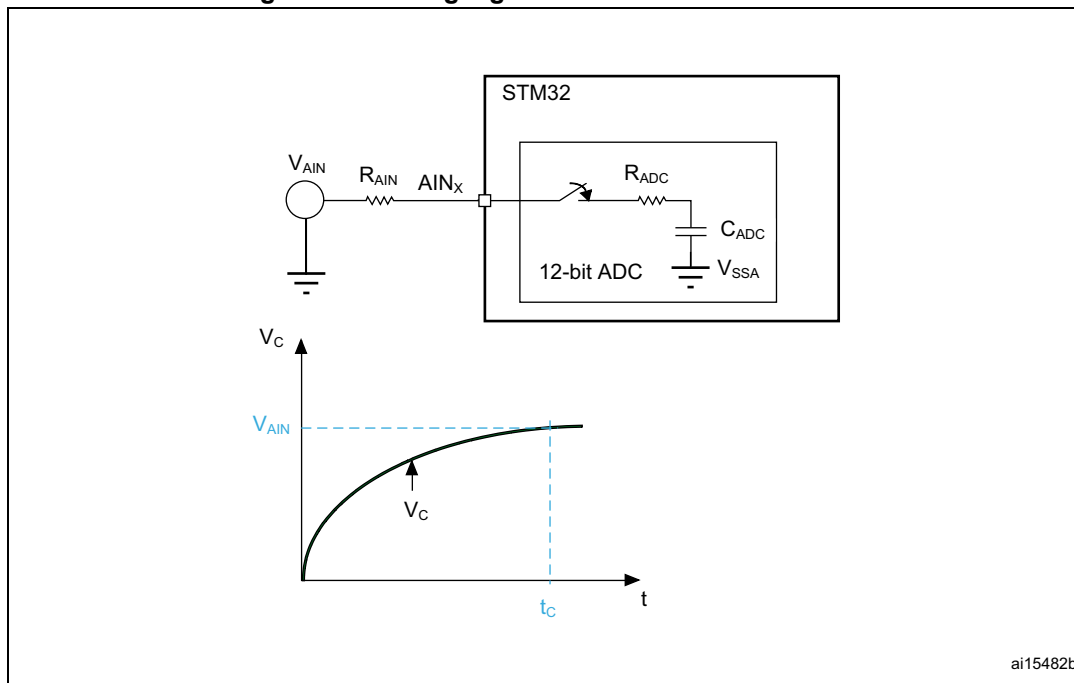 STM32
V_AIN
R_AIN
AIN_X
R_ADC
C_ADC
V_SSA
12-bit ADC
V_C
V_AIN
V_C
t_C
t
ai15482b